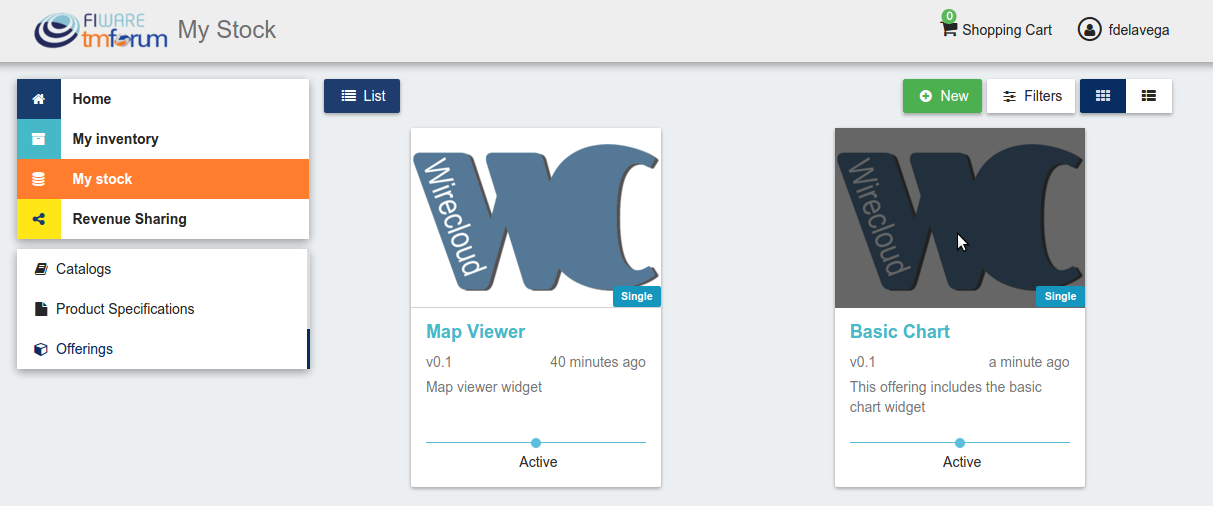 FIWARE
tmforum
My Stock
0
Shopping Cart
fdelavega
Home
My inventory
My stock
Revenue Sharing
Catalogs
Product Specifications
Offerings
List
New
Filters
Wirecloud
WC
Single
Map Viewer
v0.1 40 minutes ago
Map viewer widget
Active
Wirecloud
WC
Single
Basic Chart
v0.1 a minute ago
This offering includes the basic
chart widget
Active